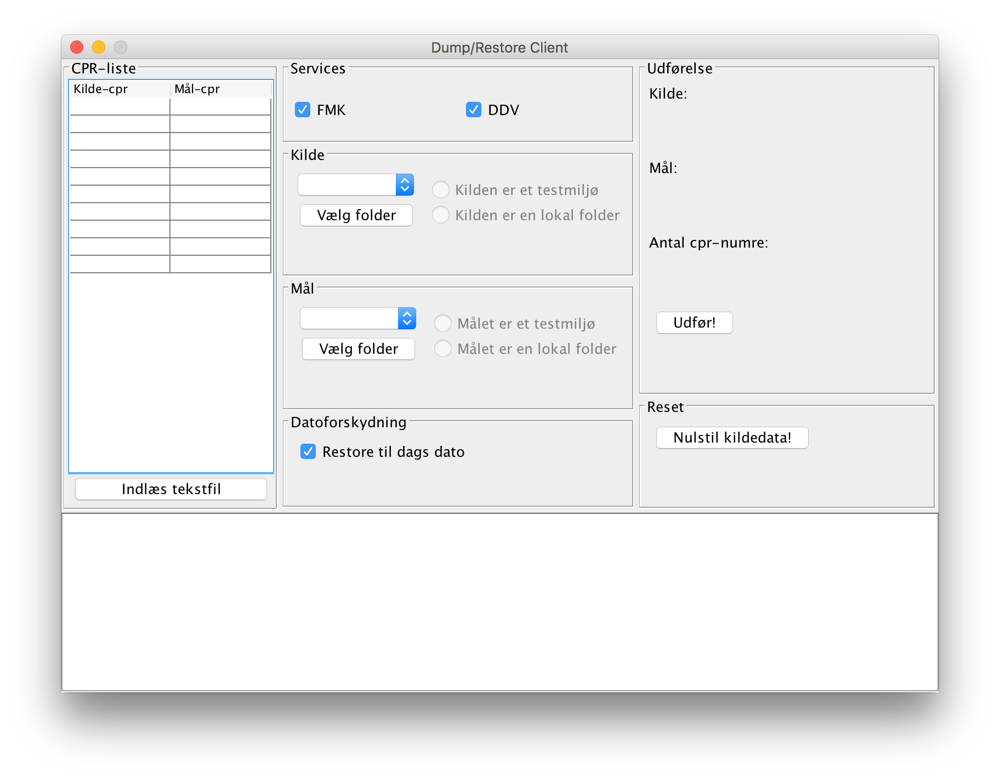 Dump/Restore Client
CPR-liste
Kilde-cpr Mål-cpr
Indlæs tekstfil
Services
FMK DDV
Kilde
Kilden er et testmiljø
Vælg folder Kilden er en lokal folder
Mål
Målet er et testmiljø
Vælg folder Målet er en lokal folder
Datoforskydning
Restore til dags dato
Udførelse
Kilde:
Mål:
Antal cpr-numre:
Udfør!
Reset
Nulstil kildedata!